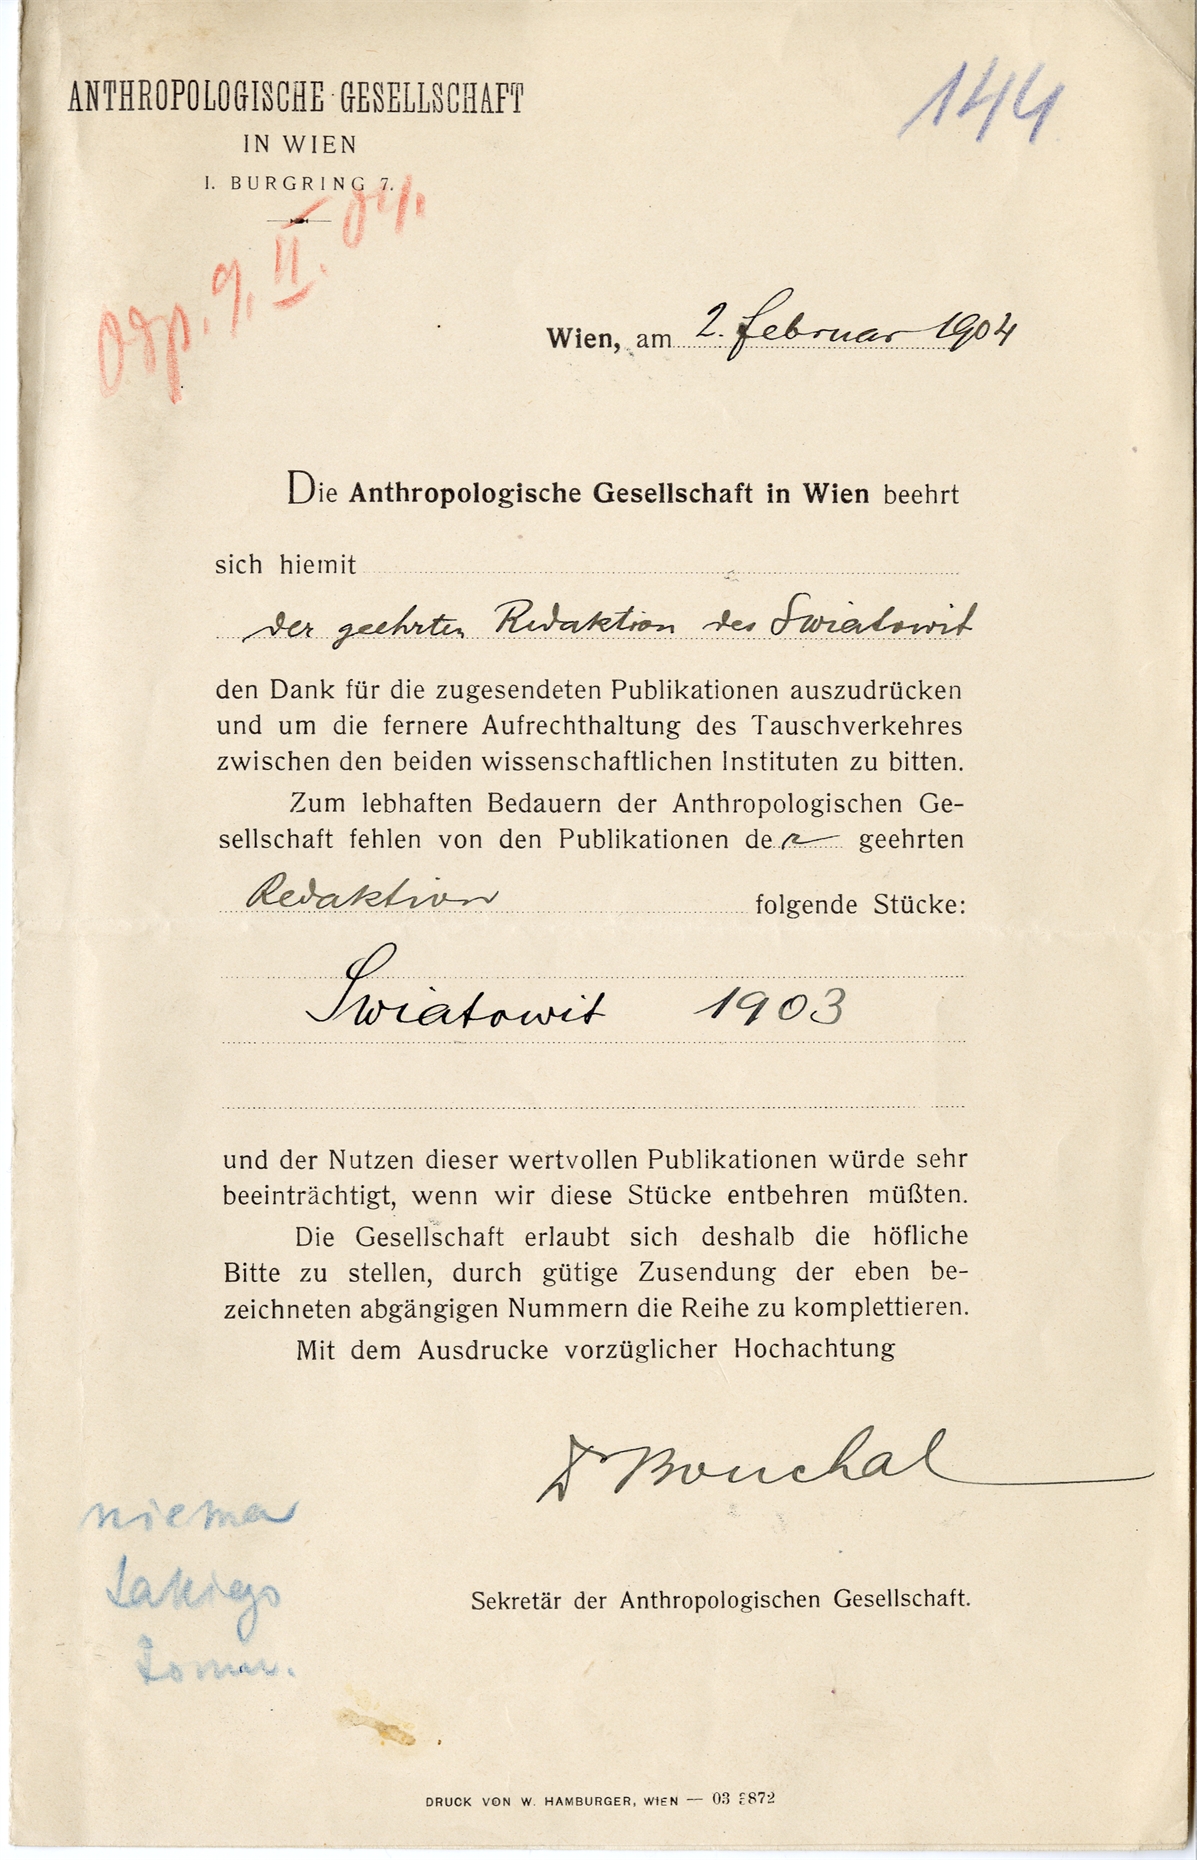 ANTHROPOLOGISCHE GESELLSCHAFT
IN WIEN
I. BURGRING 7.
144
Odp. 9. II. 04.
Wien, am 2. Februar 1904
Die Anthropologische Gesellschaft in Wien beehrt
sich hiemit
der geehrten Redaktion des Swiatowit
den Dank für die zugesendeten Publikationen auszudrücken
und um die fernere Aufrechthaltung des Tauschverkehres
zwischen den beiden wissenschaftlichen Instituten zu bitten.
Zum lebhaften Bedauern der Anthropologischen Ge-
sellschaft fehlen von den Publikationen der geehrten
Redaktion folgende Stücke:
Swiatowit 1903
und der Nutzen dieser wertvollen Publikationen würde sehr
beeinträchtigt, wenn wir diese Stücke entbehren müßten.
Die Gesellschaft erlaubt sich deshalb die höfliche
Bitte zu stellen, durch gütige Zusendung der eben be-
zeichneten abgängigen Nummern die Reihe zu komplettieren.
Mit dem Ausdrucke vorzüglicher Hochachtung
Dr Bouchal
Sekretär der Anthropologischen Gesellschaft.
niema
takiego
tomu.
DRUCK VON W. HAMBURGER, WIEN — 03